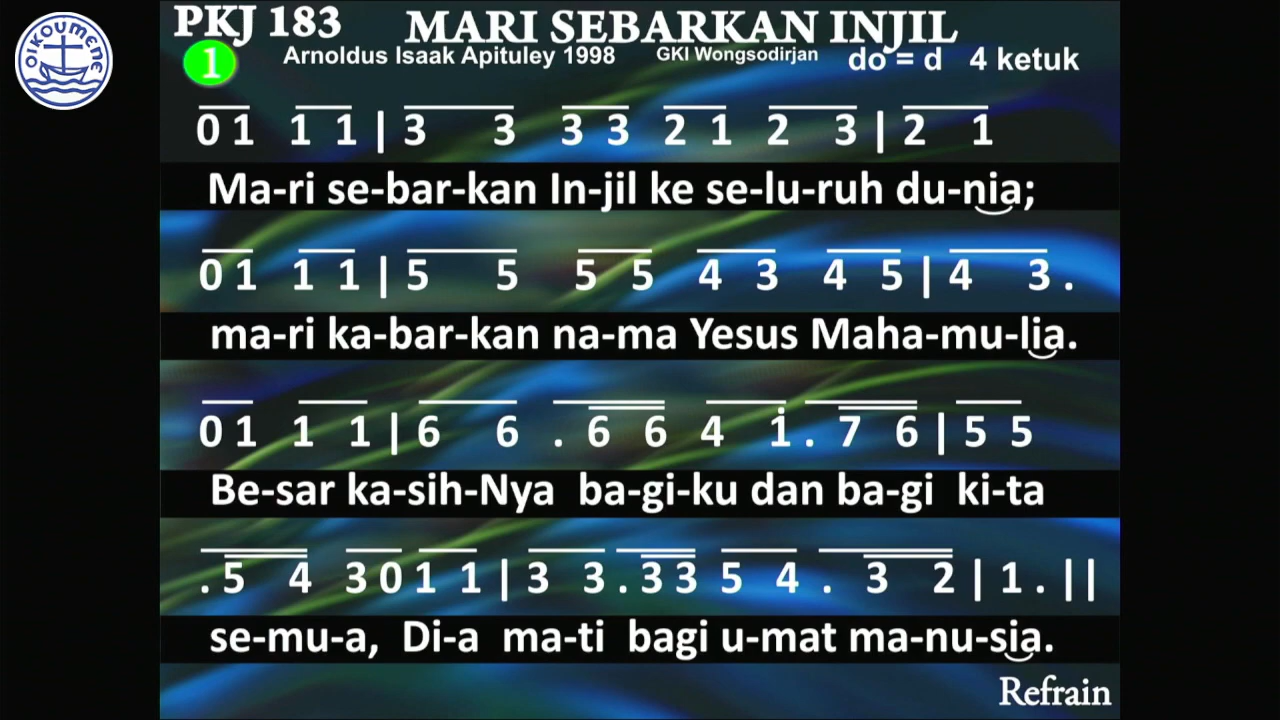 OIKOUMENE
PKJ 183 MARI SEBARKAN INJIL
1 Arnoldus Isaak Apituley 1998 GKI Wongsodirjan do = d 4 ketuk
0 1 1 1 | 3 3 3 3 2 1 2 3 | 2 1
Ma-ri se-bar-kan In-jil ke se-lu-ruh du-nia;
0 1 1 1 | 5 5 5 5 4 3 4 5 | 4 3 .
ma-ri ka-bar-kan na-ma Yesus Maha-mu-lia.
0 1 1 1 | 6 6 . 6 6 4 1̇ . 7 6 | 5 5
Be-sar ka-sih-Nya ba-gi-ku dan ba-gi ki-ta
. 5 4 3 0 1 1 | 3 3 . 3 3 5 4 . 3 2 | 1 . ||
se-mu-a, Di-a ma-ti bagi u-mat ma-nu-sia.
Refrain